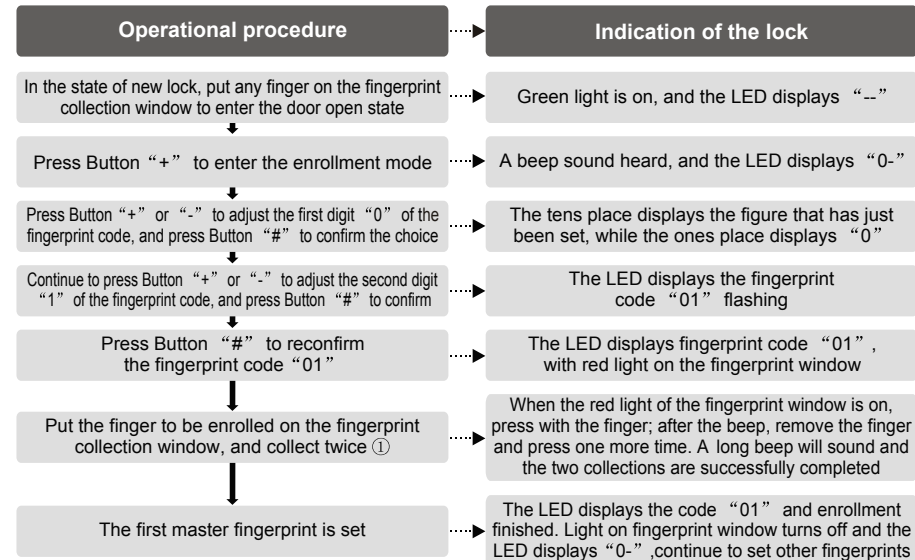 Operational procedure
Indication of the lock
In the state of new lock, put any finger on the fingerprint
collection window to enter the door open state
Green light is on, and the LED displays “--”
Press Button “+” to enter the enrollment mode
A beep sound heard, and the LED displays “0-”
Press Button “+” or “-” to adjust the first digit “0” of the
fingerprint code, and press Button “#” to confirm the choice
The tens place displays the figure that has just
been set, while the ones place displays “0”
Continue to press Button “+” or “-” to adjust the second digit
“1” of the fingerprint code, and press Button “#” to confirm
The LED displays the fingerprint
code “01” flashing
Press Button “#” to reconfirm
the fingerprint code “01”
The LED displays fingerprint code “01” ,
with red light on the fingerprint window
Put the finger to be enrolled on the fingerprint
collection window, and collect twice ①
When the red light of the fingerprint window is on,
press with the finger; after the beep, remove the finger
and press one more time. A long beep will sound and
the two collections are successfully completed
The first master fingerprint is set
The LED displays the code “01” and enrollment
finished. Light on fingerprint window turns off and the
LED displays “0-” ,continue to set other fingerprints